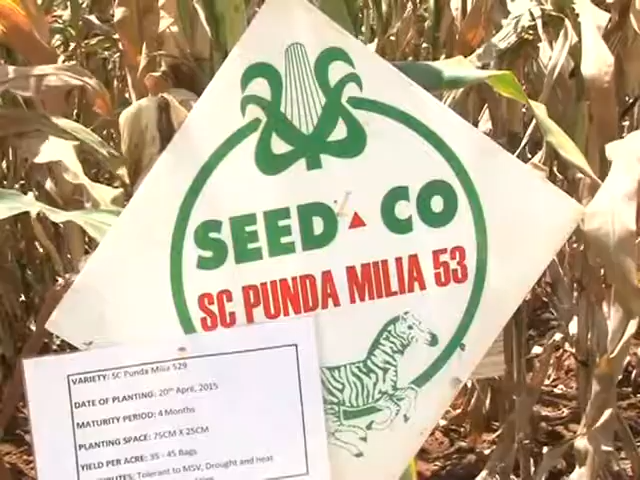 SEED CO
SC PUNDA MILIA 53
VARIETY: SC Punda Milia 529
DATE OF PLANTING: 20th April, 2015
MATURITY PERIOD: 4 Months
PLANTING SPACE: 75CM X 25CM
YIELD PER ACRE: 35 - 45 Bags
Tolerant to MSV, Drought and heat